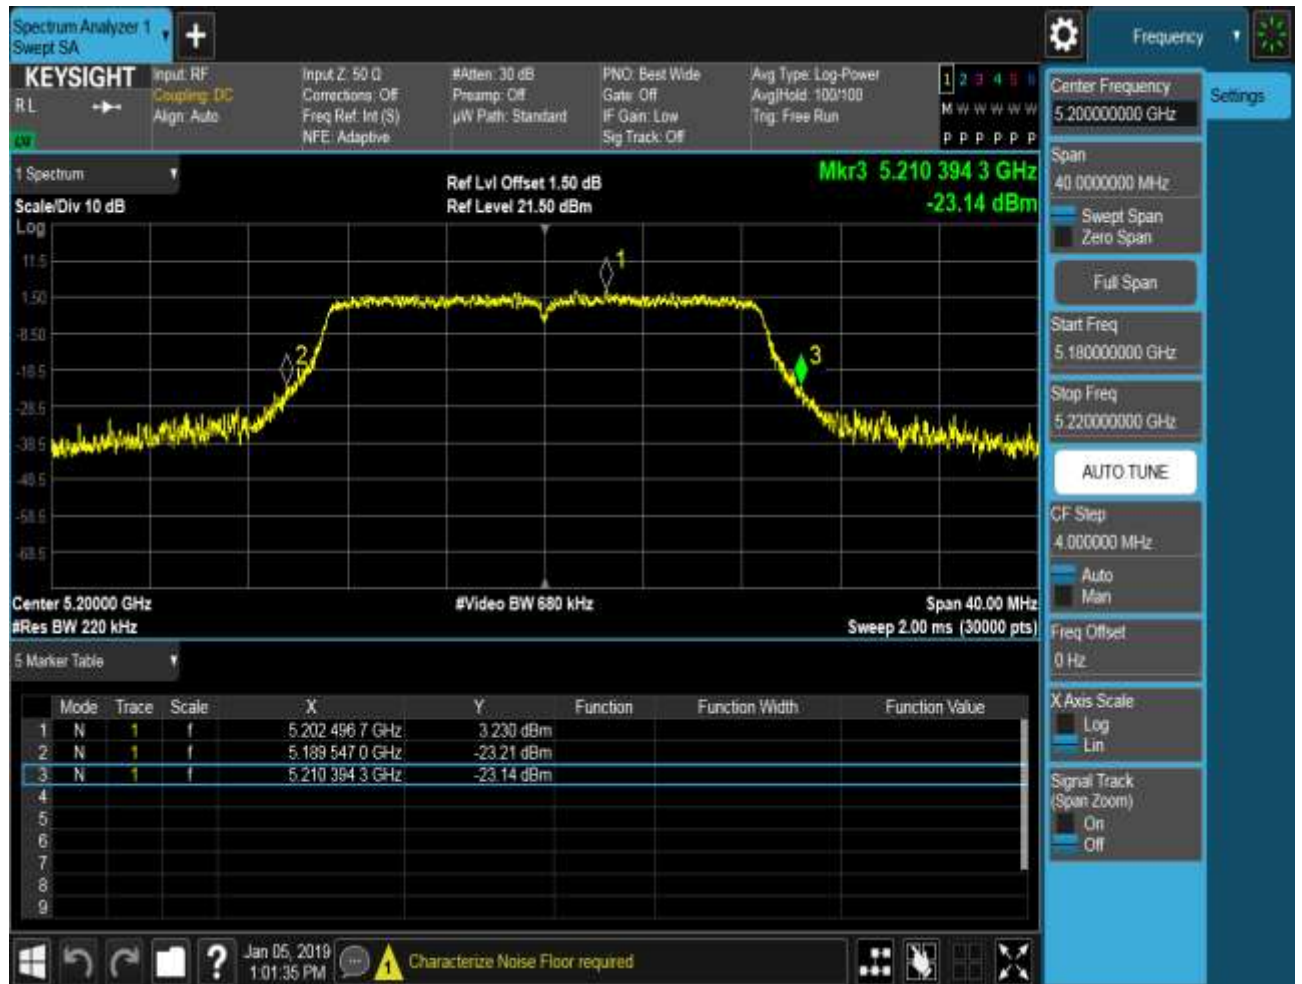 Spectrum Analyzer 1
Swept SA
+
Frequency
KEYSIGHT
R L
Input: RF
Coupling: DC
Align: Auto
Input Z: 50 Ω
Corrections: Off
Freq Ref: Int (S)
NFE: Adaptive
#Atten: 30 dB
Preamp: Off
µW Path: Standard
PNO: Best Wide
Gate: Off
IF Gain: Low
Sig Track: Off
Avg Type: Log-Power
Avg|Hold: 100/100
Trig: Free Run
1 2 3 4 5 6
M W W W W W
P P P P P P
1 Spectrum
Scale/Div 10 dB
Ref Lvl Offset 1.50 dB
Ref Level 21.50 dBm
Mkr3 5.210 394 3 GHz
-23.14 dBm
Log
11.5
1.50
-8.50
-18.5
-28.5
-38.5
-48.5
-58.5
-68.5
1
2
3
Center 5.20000 GHz
#Res BW 220 kHz
#Video BW 680 kHz
Span 40.00 MHz
Sweep 2.00 ms (30000 pts)
5 Marker Table
Mode Trace Scale X Y Function Function Width Function Value
1 N 1 f 5.202 496 7 GHz 3.230 dBm
2 N 1 f 5.189 547 0 GHz -23.21 dBm
3 N 1 f 5.210 394 3 GHz -23.14 dBm
4
5
6
7
8
9
Center Frequency
5.200000000 GHz
Settings
Span
40.0000000 MHz
Swept Span
Zero Span
Full Span
Start Freq
5.180000000 GHz
Stop Freq
5.220000000 GHz
AUTO TUNE
CF Step
4.000000 MHz
Auto
Man
Freq Offset
0 Hz
X Axis Scale
Log
Lin
Signal Track
(Span Zoom)
On
Off
?
Jan 05, 2019
1:01:35 PM
1
Characterize Noise Floor required